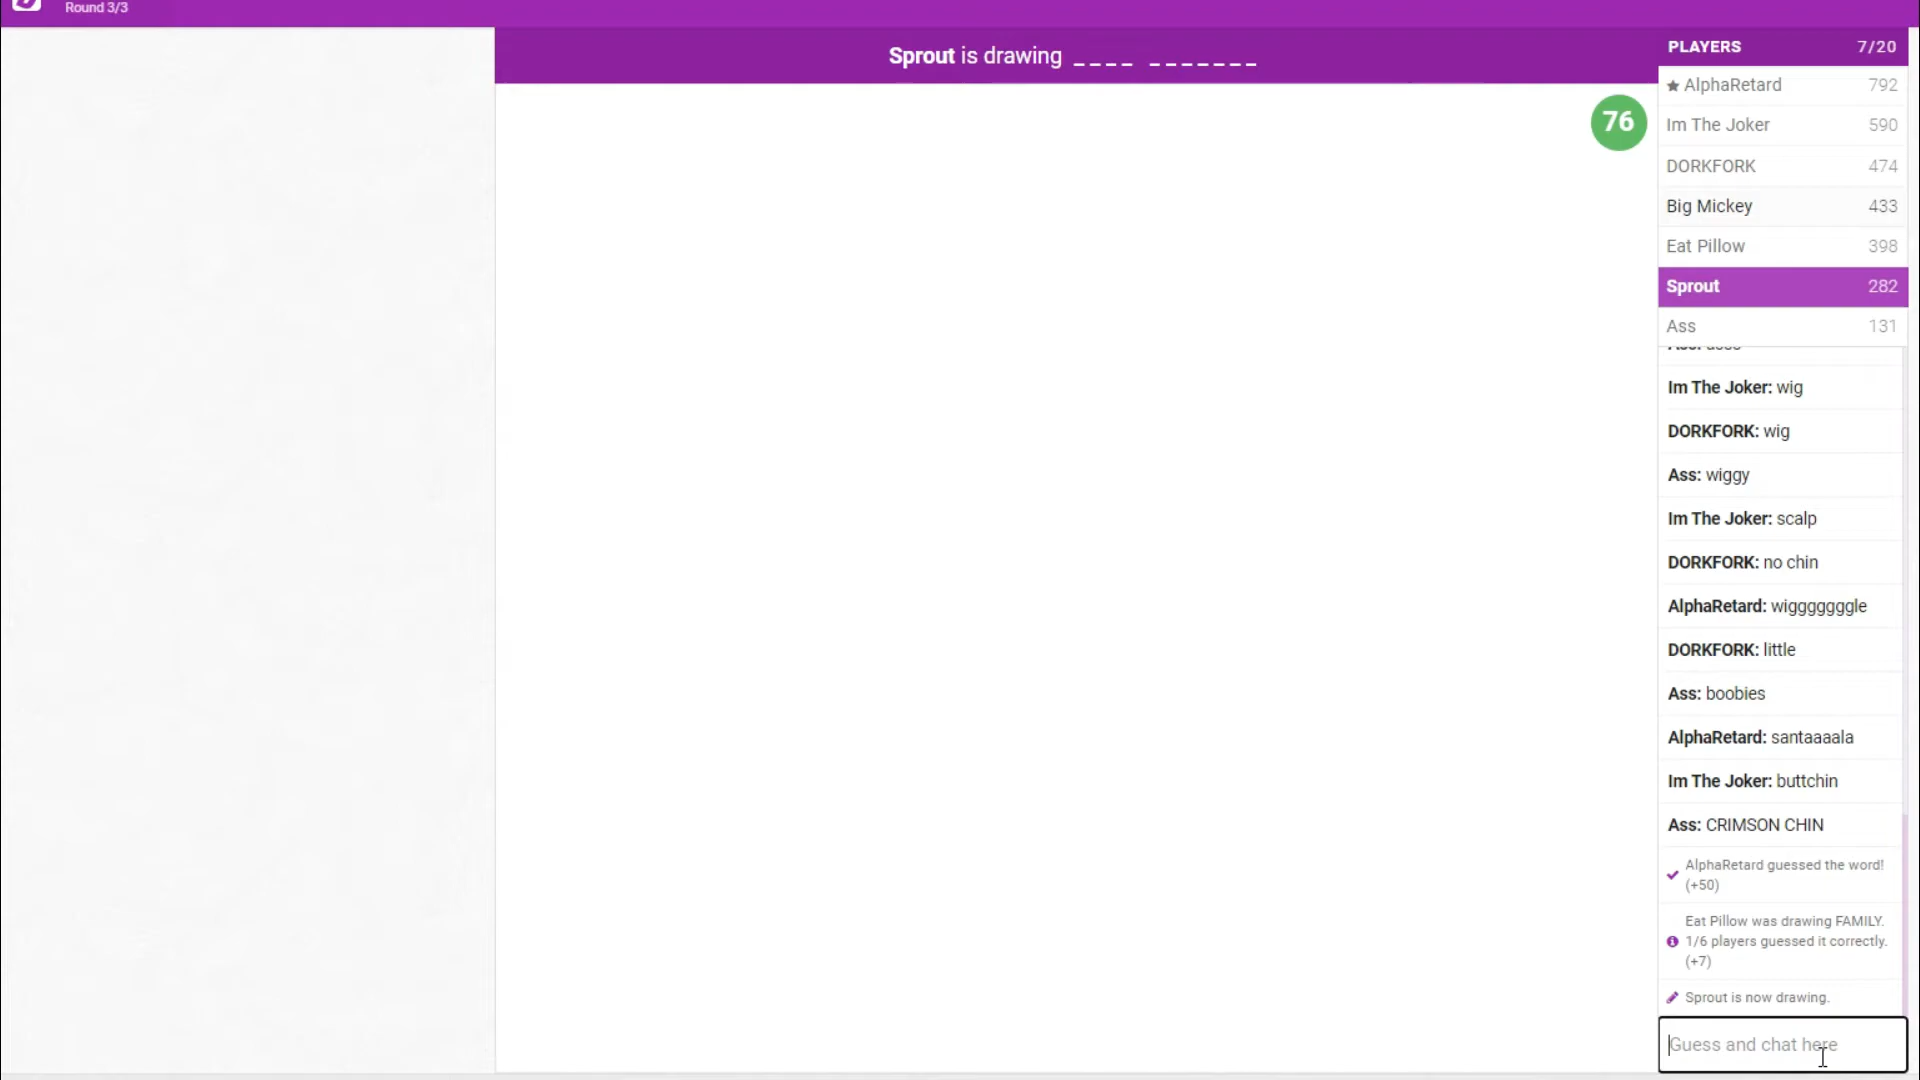 Round 3/3
Sprout is drawing ____ _______
76
PLAYERS 7/20
AlphaRetard 792
Im The Joker 590
DORKFORK 474
Big Mickey 433
Eat Pillow 398
Sprout 282
Ass 131
Im The Joker: wig
DORKFORK: wig
Ass: wiggy
Im The Joker: scalp
DORKFORK: no chin
AlphaRetard: wigggggggle
DORKFORK: little
Ass: boobies
AlphaRetard: santaaaala
Im The Joker: buttchin
Ass: CRIMSON CHIN
AlphaRetard guessed the word!
(+50)
Eat Pillow was drawing FAMILY.
1/6 players guessed it correctly.
(+7)
Sprout is now drawing.
Guess and chat here